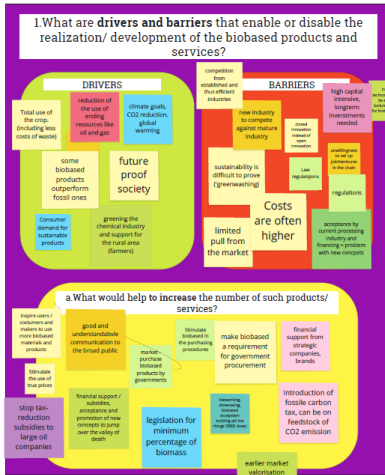 1.What are drivers and barriers that enable or disable the
realization/ development of the biobased products and
services?
DRIVERS
Total use of
the crop,
(including less
costs of waste)
reduction of
the use of
ending
resources like
oil and gas
climate goals,
CO2 reduction,
global
warming
some
biobased
products
outperform
fossil ones
future
proof
society
Consumer
demand for
sustainable
products
greening the
chemical industry
and support for
the rural area
(farmers)
BARRIERS
competition
from
established and
thus efficient
industries
new industry
to compete
against mature
industry
high capital
intensive,
longterm
inverstments
needed
closed
innovation
instead of
open
innovation
unwillingness
to set up
jointventures
in the chain
sustainability is
difficult to prove
('greenwashing)
Law
regulatsjons
regulations
Costs
are often
higher
limited
pull from
the market
acceptance by
current processing
industry and
financing = problem
with new concpets
a.What would help to increase the number of such products/
services?
Inspire users /
costumers and
makers to use
more biobased
materials and
products
good and
understandabvle
communication to
the broad public
market -
purchase
biobased
products by
governments
Stimulate
biobased in
the purchasing
procedures
make biobased
a requirement
for government
procurement
financial
support from
strategic
companies,
brands
Stimulate
the use of
true prices
stop tax-
reduction
subsidies to
large oil
companies
financial support /
subsidies,
acceptance and
promotion of new
concepts to jump
over the valley of
death
legislation for
minimum
percentage of
biomass
Networking,
showcasing,
biobased
ecosystem
building (all the
things CBBD does)
introduction of
fossile carbon
tax, can be on
feedstock of
CO2 emission
earlier market
valorisation